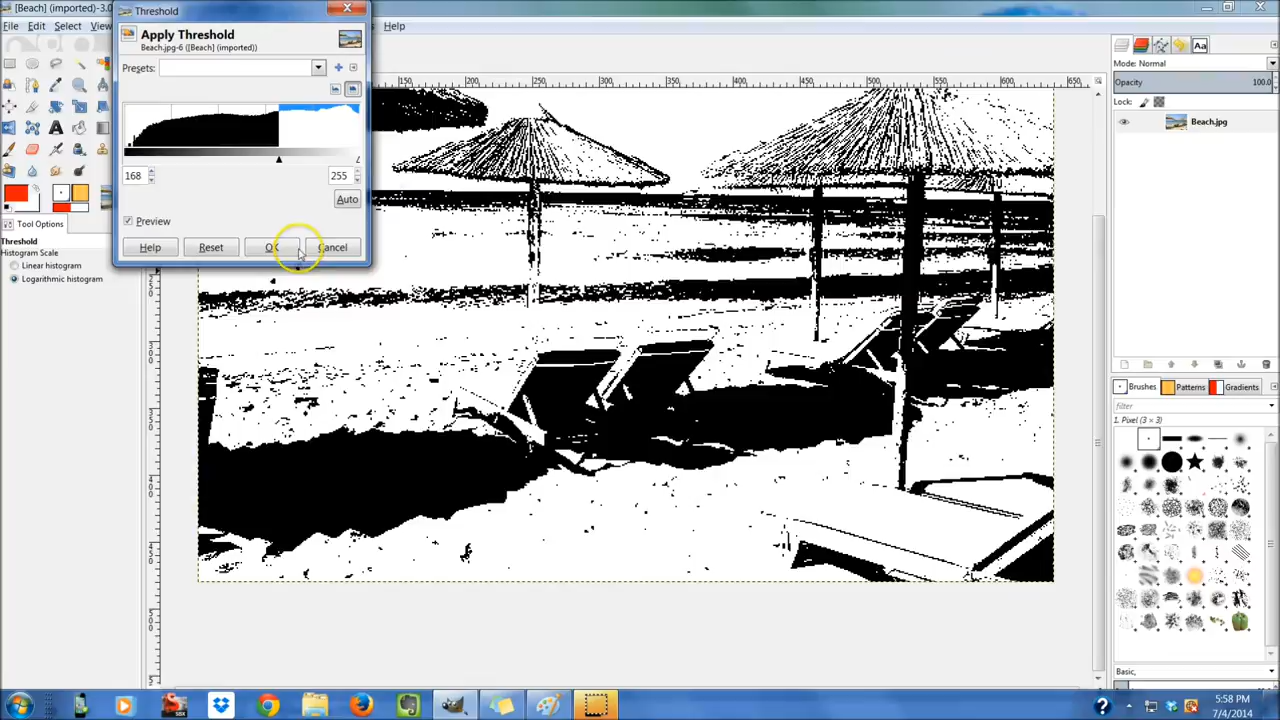 [Beach] (imported)-3.0
Threshold
File Edit Select View
Help
Apply Threshold
Beach.jpg-6 ([Beach] (imported))
Presets:
168
255
Auto
Preview
Help Reset OK Cancel
Tool Options
Threshold
Histogram Scale
Linear histogram
Logarithmic histogram
150 200 250 300 350 400 450 500 550 600 650
Aa
Mode: Normal
Opacity 100.0
Lock:
Beach.jpg
Brushes Patterns Gradients
filter
1. Pixel (3 × 3)
Basic,
5:58 PM
7/4/2014